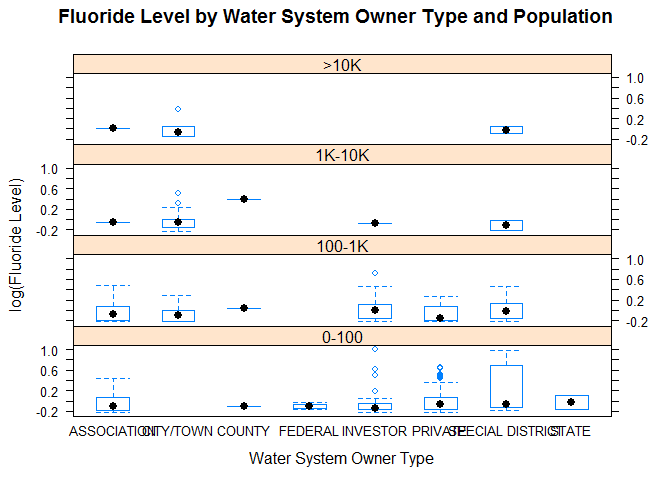 Fluoride Level by Water System Owner Type and Population
>10K
1.0
0.6
0.2
-0.2
1K-10K
1.0
0.6
0.2
-0.2
100-1K
1.0
0.6
0.2
-0.2
0-100
1.0
0.6
0.2
-0.2
log(Fluoride Level)
ASSOCIATION CITY/TOWN COUNTY FEDERAL INVESTOR PRIVATE SPECIAL DISTRICT STATE
Water System Owner Type